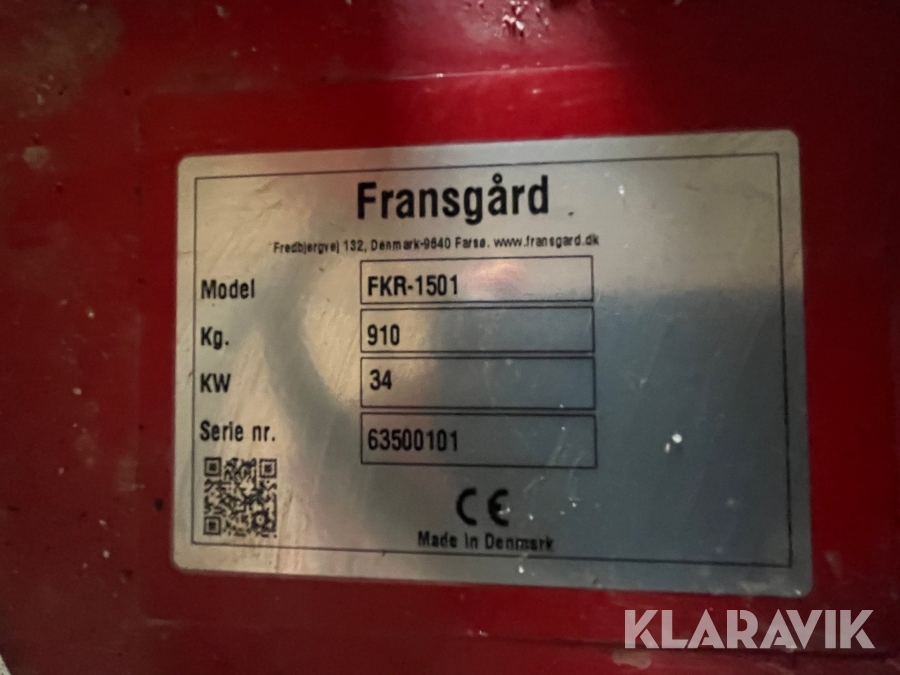 Fransgård
Fredbjergvej 132, Denmark-9640 Farsø. www.fransgard.dk
Model FKR-1501
Kg. 910
KW 34
Serie nr. 63500101
CE
Made in Denmark
KLARAVIK